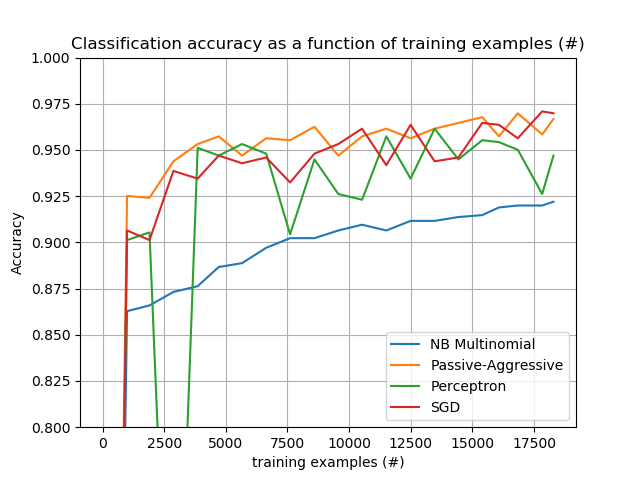 Classification accuracy as a function of training examples (#)
1.000
0.975
0.950
0.925
0.900
0.875
0.850
0.825
0.800
Accuracy
NB Multinomial
Passive-Aggressive
Perceptron
SGD
0 2500 5000 7500 10000 12500 15000 17500
training examples (#)